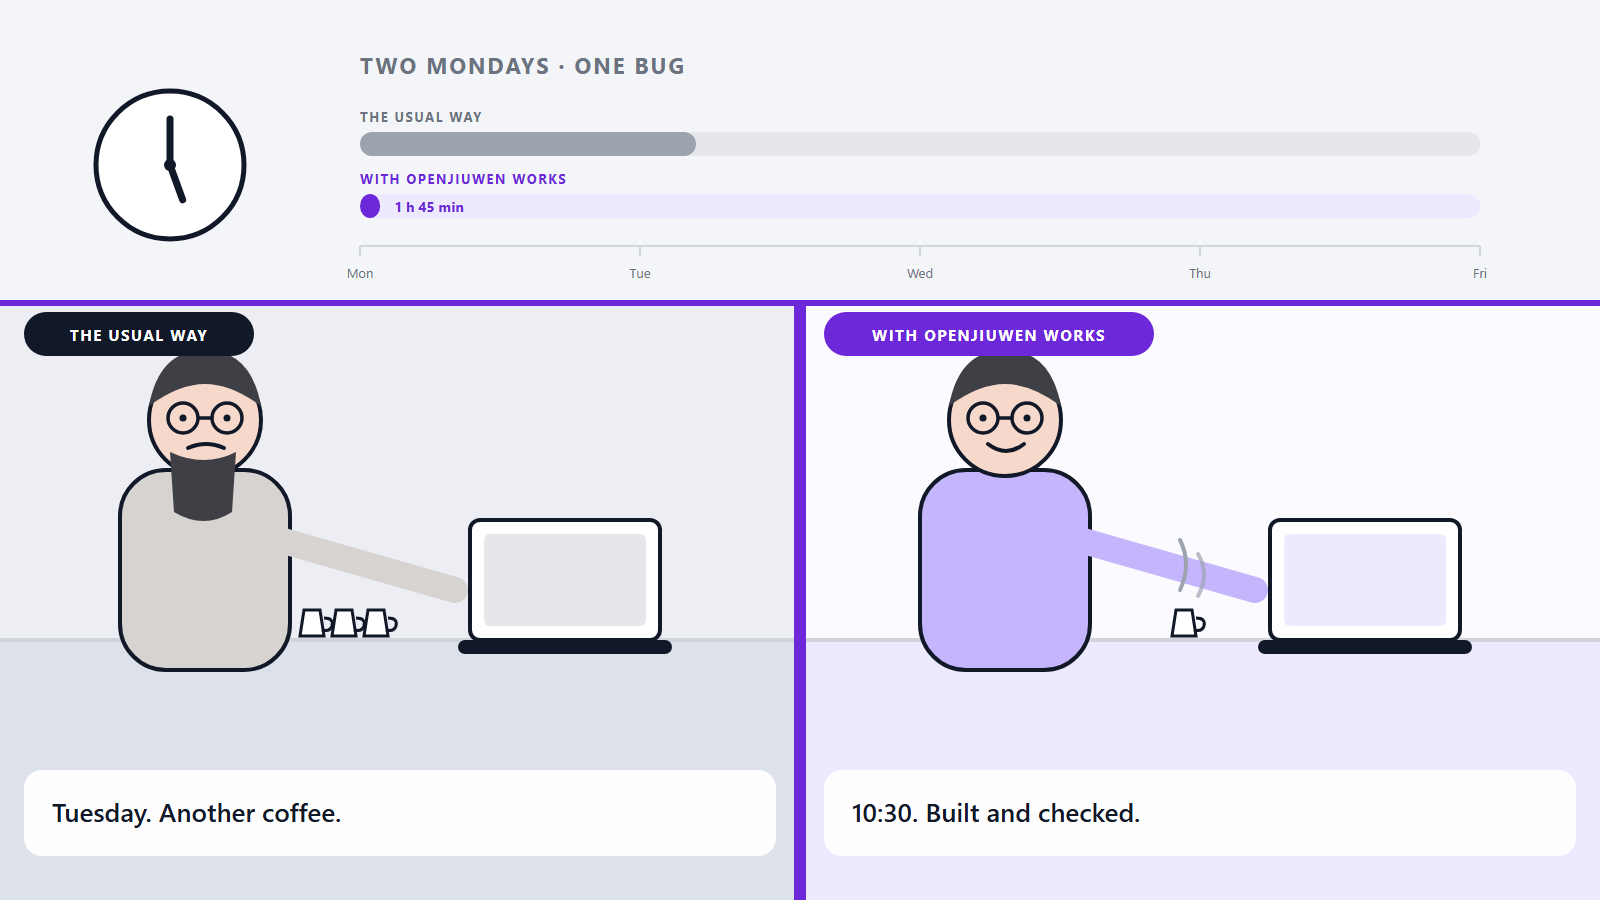 TWO MONDAYS · ONE BUG
THE USUAL WAY
WITH OPENJIUWEN WORKS
1 h 45 min
Mon Tue Wed Thu Fri
THE USUAL WAY
WITH OPENJIUWEN WORKS
Tuesday. Another coffee.
10:30. Built and checked.